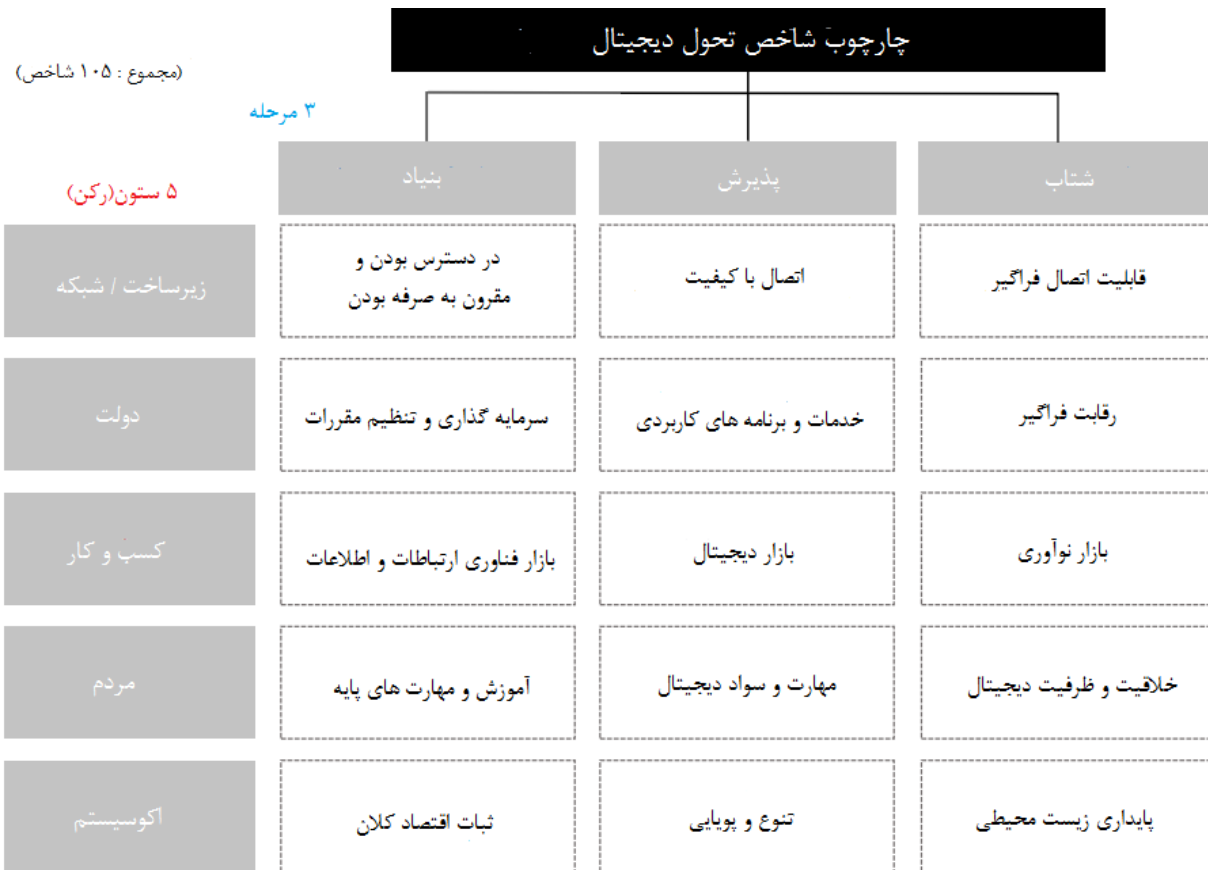 چارچوب شاخص تحول دیجیتال
(مجموع : ۱۰۵ شاخص)
۳ مرحله
شتاب
پذیرش
بنیاد
۵ ستون(رکن)
زیرساخت / شبکه
در دسترس بودن و
مقرون به صرفه بودن
اتصال با کیفیت
قابلیت اتصال فراگیر
دولت
سرمایه گذاری و تنظیم مقررات
خدمات و برنامه های کاربردی
رقابت فراگیر
کسب و کار
بازار فناوری ارتباطات و اطلاعات
بازار دیجیتال
بازار نوآوری
مردم
آموزش و مهارت های پایه
مهارت و سواد دیجیتال
خلاقیت و ظرفیت دیجیتال
اکوسیستم
ثبات اقتصاد کلان
تنوع و پویایی
پایداری زیست محیطی